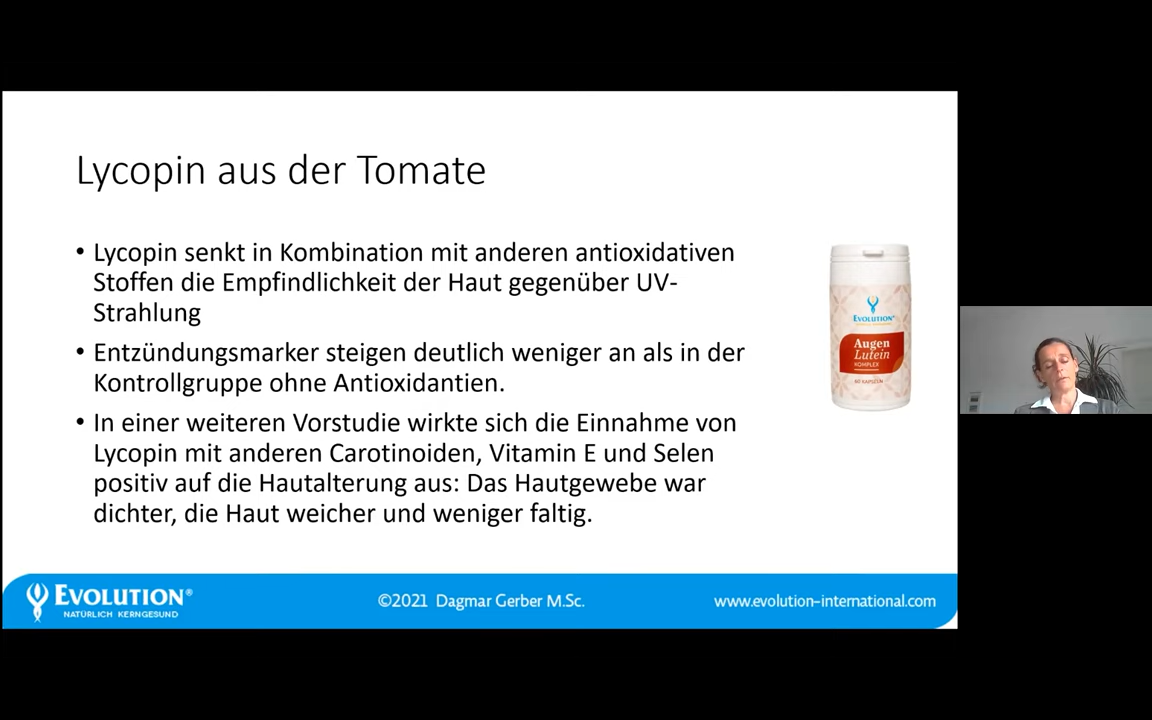 Lycopin aus der Tomate
• Lycopin senkt in Kombination mit anderen antioxidativen
Stoffen die Empfindlichkeit der Haut gegenüber UV-
Strahlung
• Entzündungsmarker steigen deutlich weniger an als in der
Kontrollgruppe ohne Antioxidantien.
• In einer weiteren Vorstudie wirkte sich die Einnahme von
Lycopin mit anderen Carotinoiden, Vitamin E und Selen
positiv auf die Hautalterung aus: Das Hautgewebe war
dichter, die Haut weicher und weniger faltig.
EVOLUTION®
Augen
Lutein
KOMPLEX
60 KAPSELN
EVOLUTION®
NATÜRLICH KERNGESUND
©2021 Dagmar Gerber M.Sc.
www.evolution-international.com